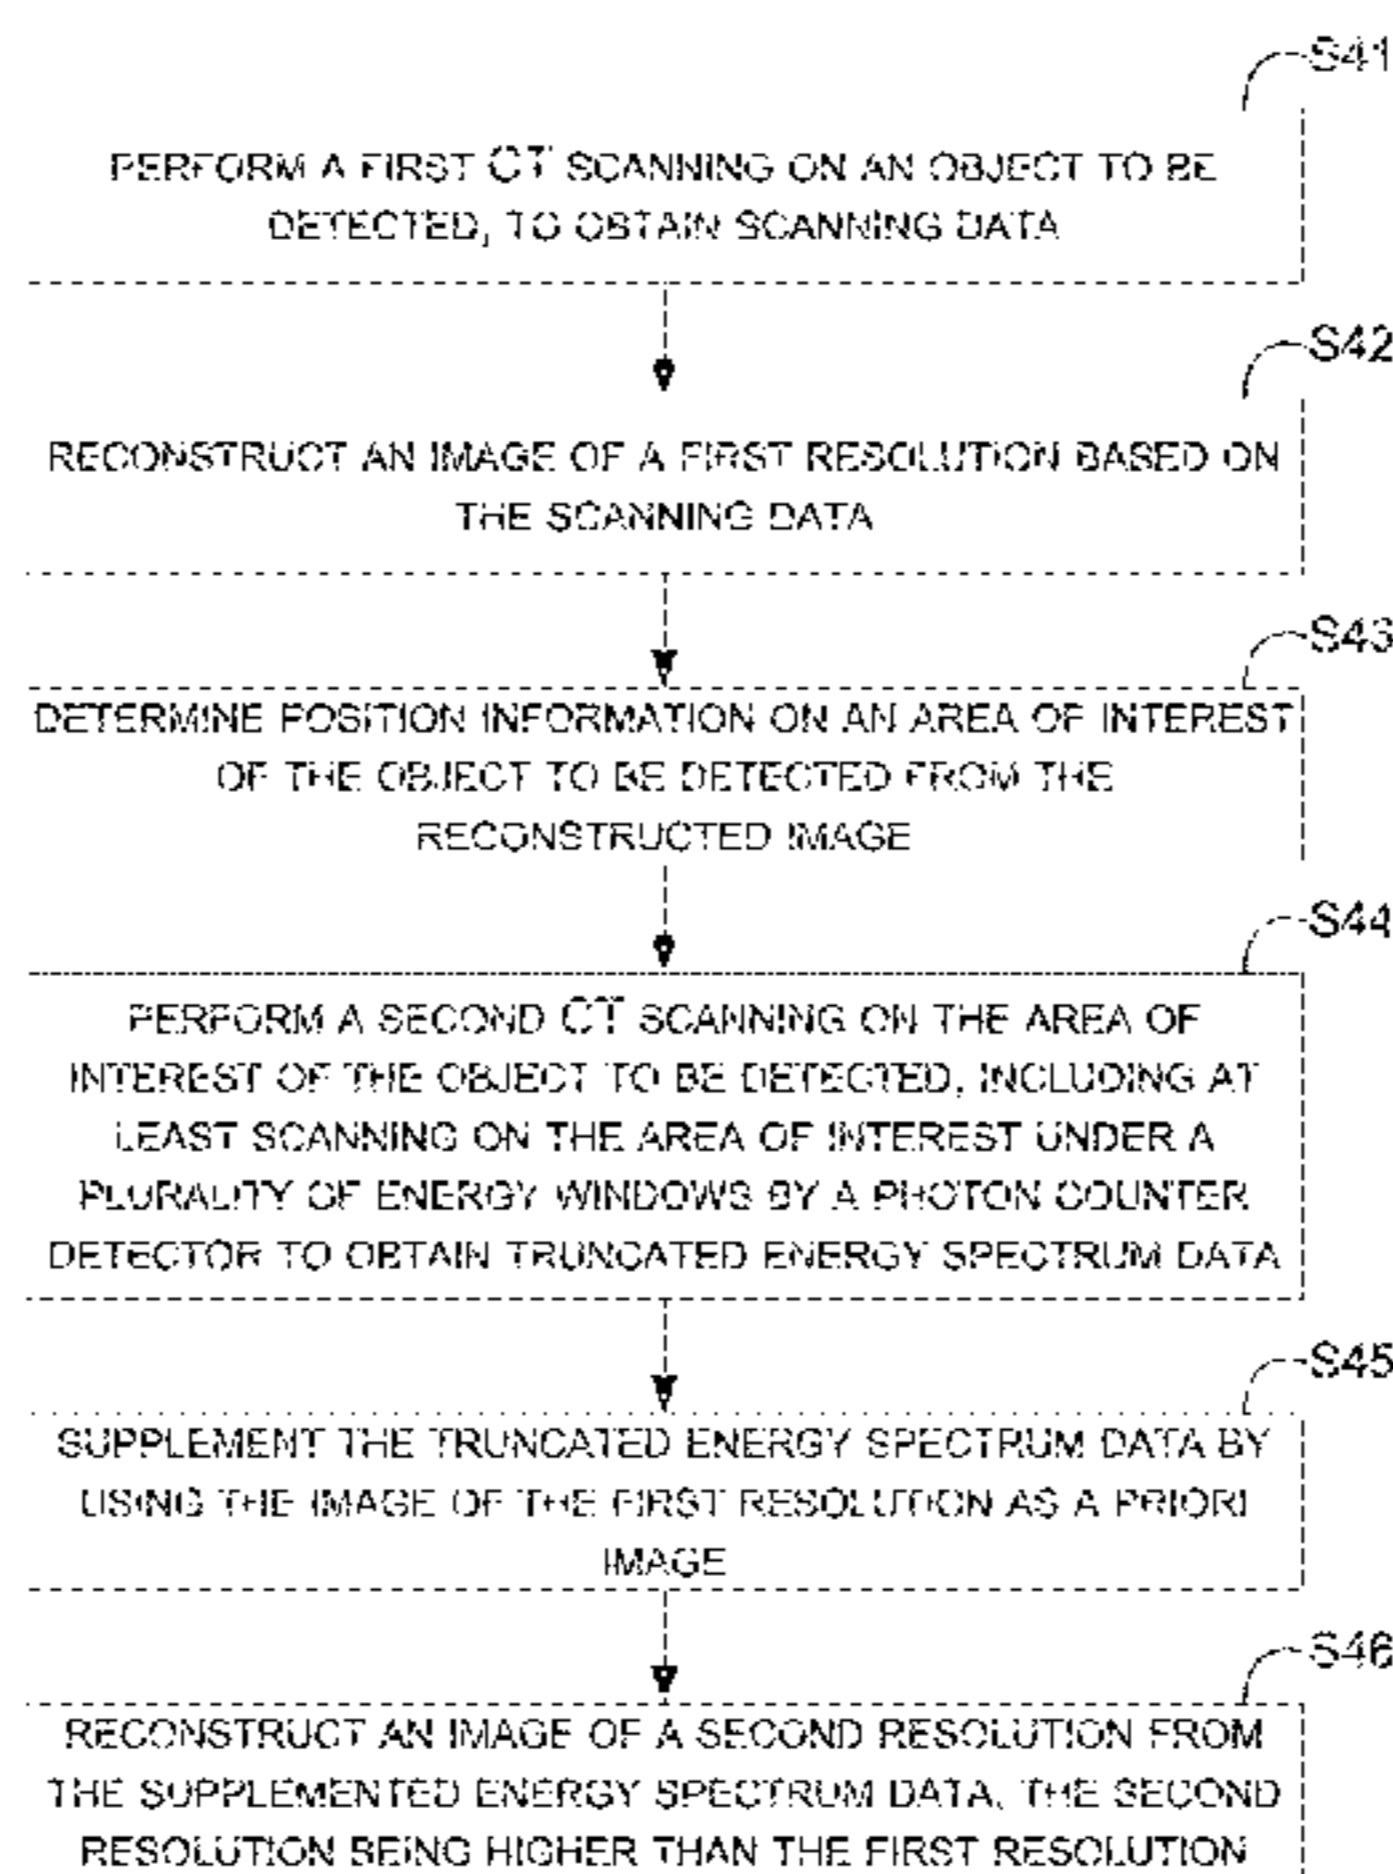 S41
PERFORM A FIRST CT SCANNING ON AN OBJECT TO BE
DETECTED, TO OBTAIN SCANNING DATA
S42
RECONSTRUCT AN IMAGE OF A FIRST RESOLUTION BASED ON
THE SCANNING DATA
S43
DETERMINE POSITION INFORMATION ON AN AREA OF INTEREST
OF THE OBJECT TO BE DETECTED FROM THE
RECONSTRUCTED IMAGE
S44
PERFORM A SECOND CT SCANNING ON THE AREA OF
INTEREST OF THE OBJECT TO BE DETECTED, INCLUDING AT
LEAST SCANNING ON THE AREA OF INTEREST UNDER A
PLURALITY OF ENERGY WINDOWS BY A PHOTON COUNTER
DETECTOR TO OBTAIN TRUNCATED ENERGY SPECTRUM DATA
S45
SUPPLEMENT THE TRUNCATED ENERGY SPECTRUM DATA BY
USING THE IMAGE OF THE FIRST RESOLUTION AS A PRIORI
IMAGE
S46
RECONSTRUCT AN IMAGE OF A SECOND RESOLUTION FROM
THE SUPPLEMENTED ENERGY SPECTRUM DATA, THE SECOND
RESOLUTION BEING HIGHER THAN THE FIRST RESOLUTION